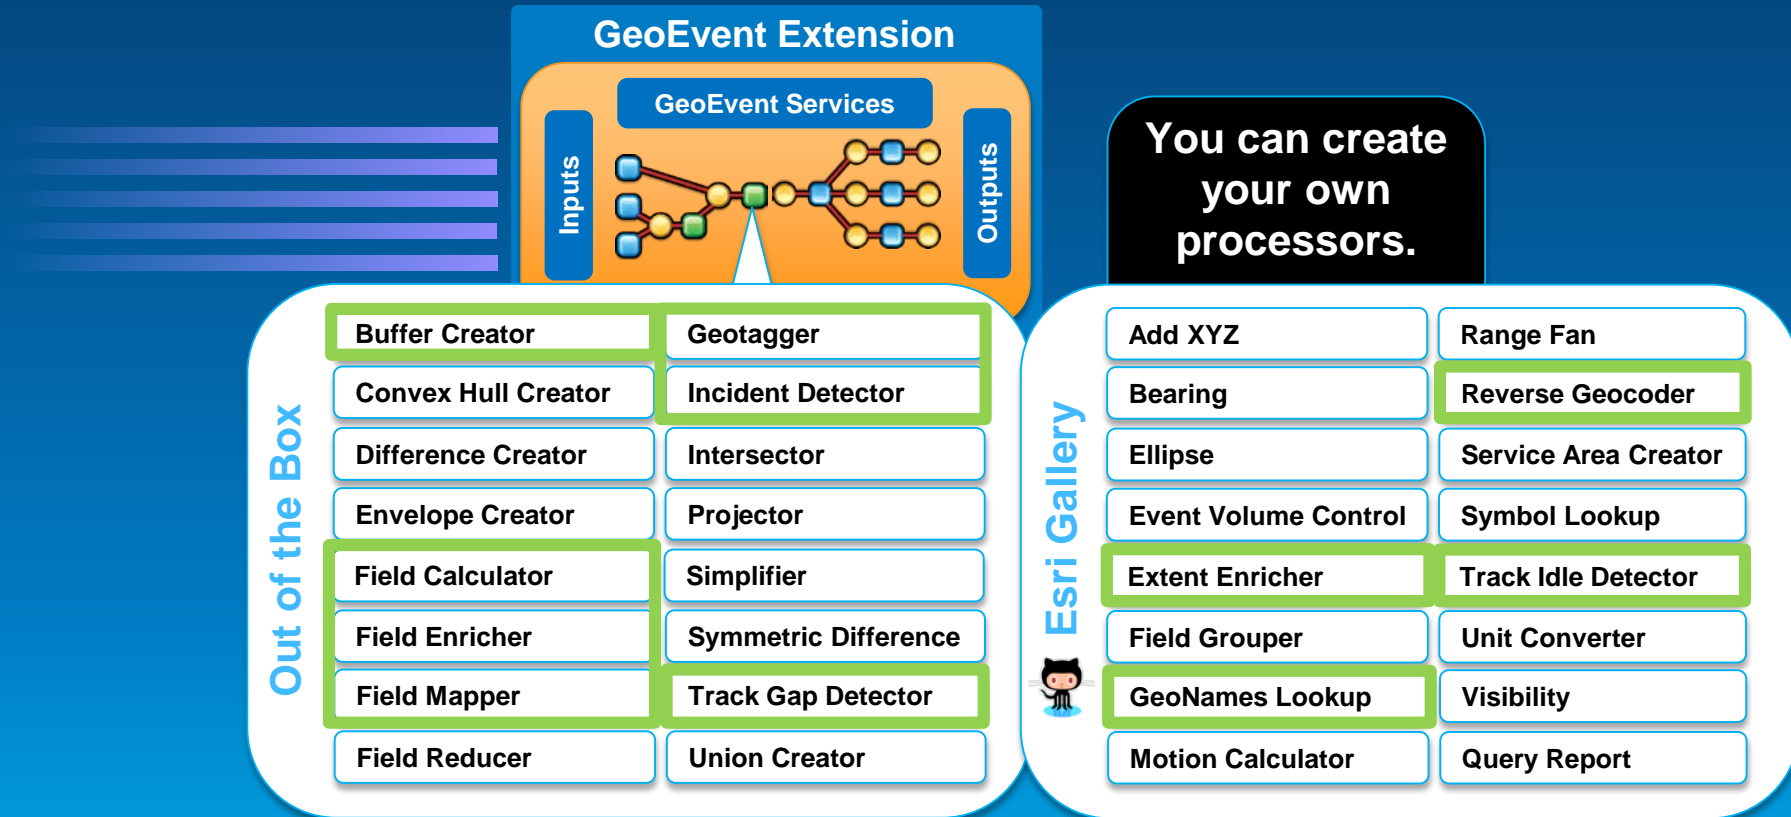 GeoEvent Extension
GeoEvent Services
Inputs
Outputs
You can create
your own
processors.
Out of the Box
Buffer Creator
Convex Hull Creator
Difference Creator
Envelope Creator
Field Calculator
Field Enricher
Field Mapper
Field Reducer
Geotagger
Incident Detector
Intersector
Projector
Simplifier
Symmetric Difference
Track Gap Detector
Union Creator
Esri Gallery
Add XYZ
Bearing
Ellipse
Event Volume Control
Extent Enricher
Field Grouper
GeoNames Lookup
Motion Calculator
Range Fan
Reverse Geocoder
Service Area Creator
Symbol Lookup
Track Idle Detector
Unit Converter
Visibility
Query Report